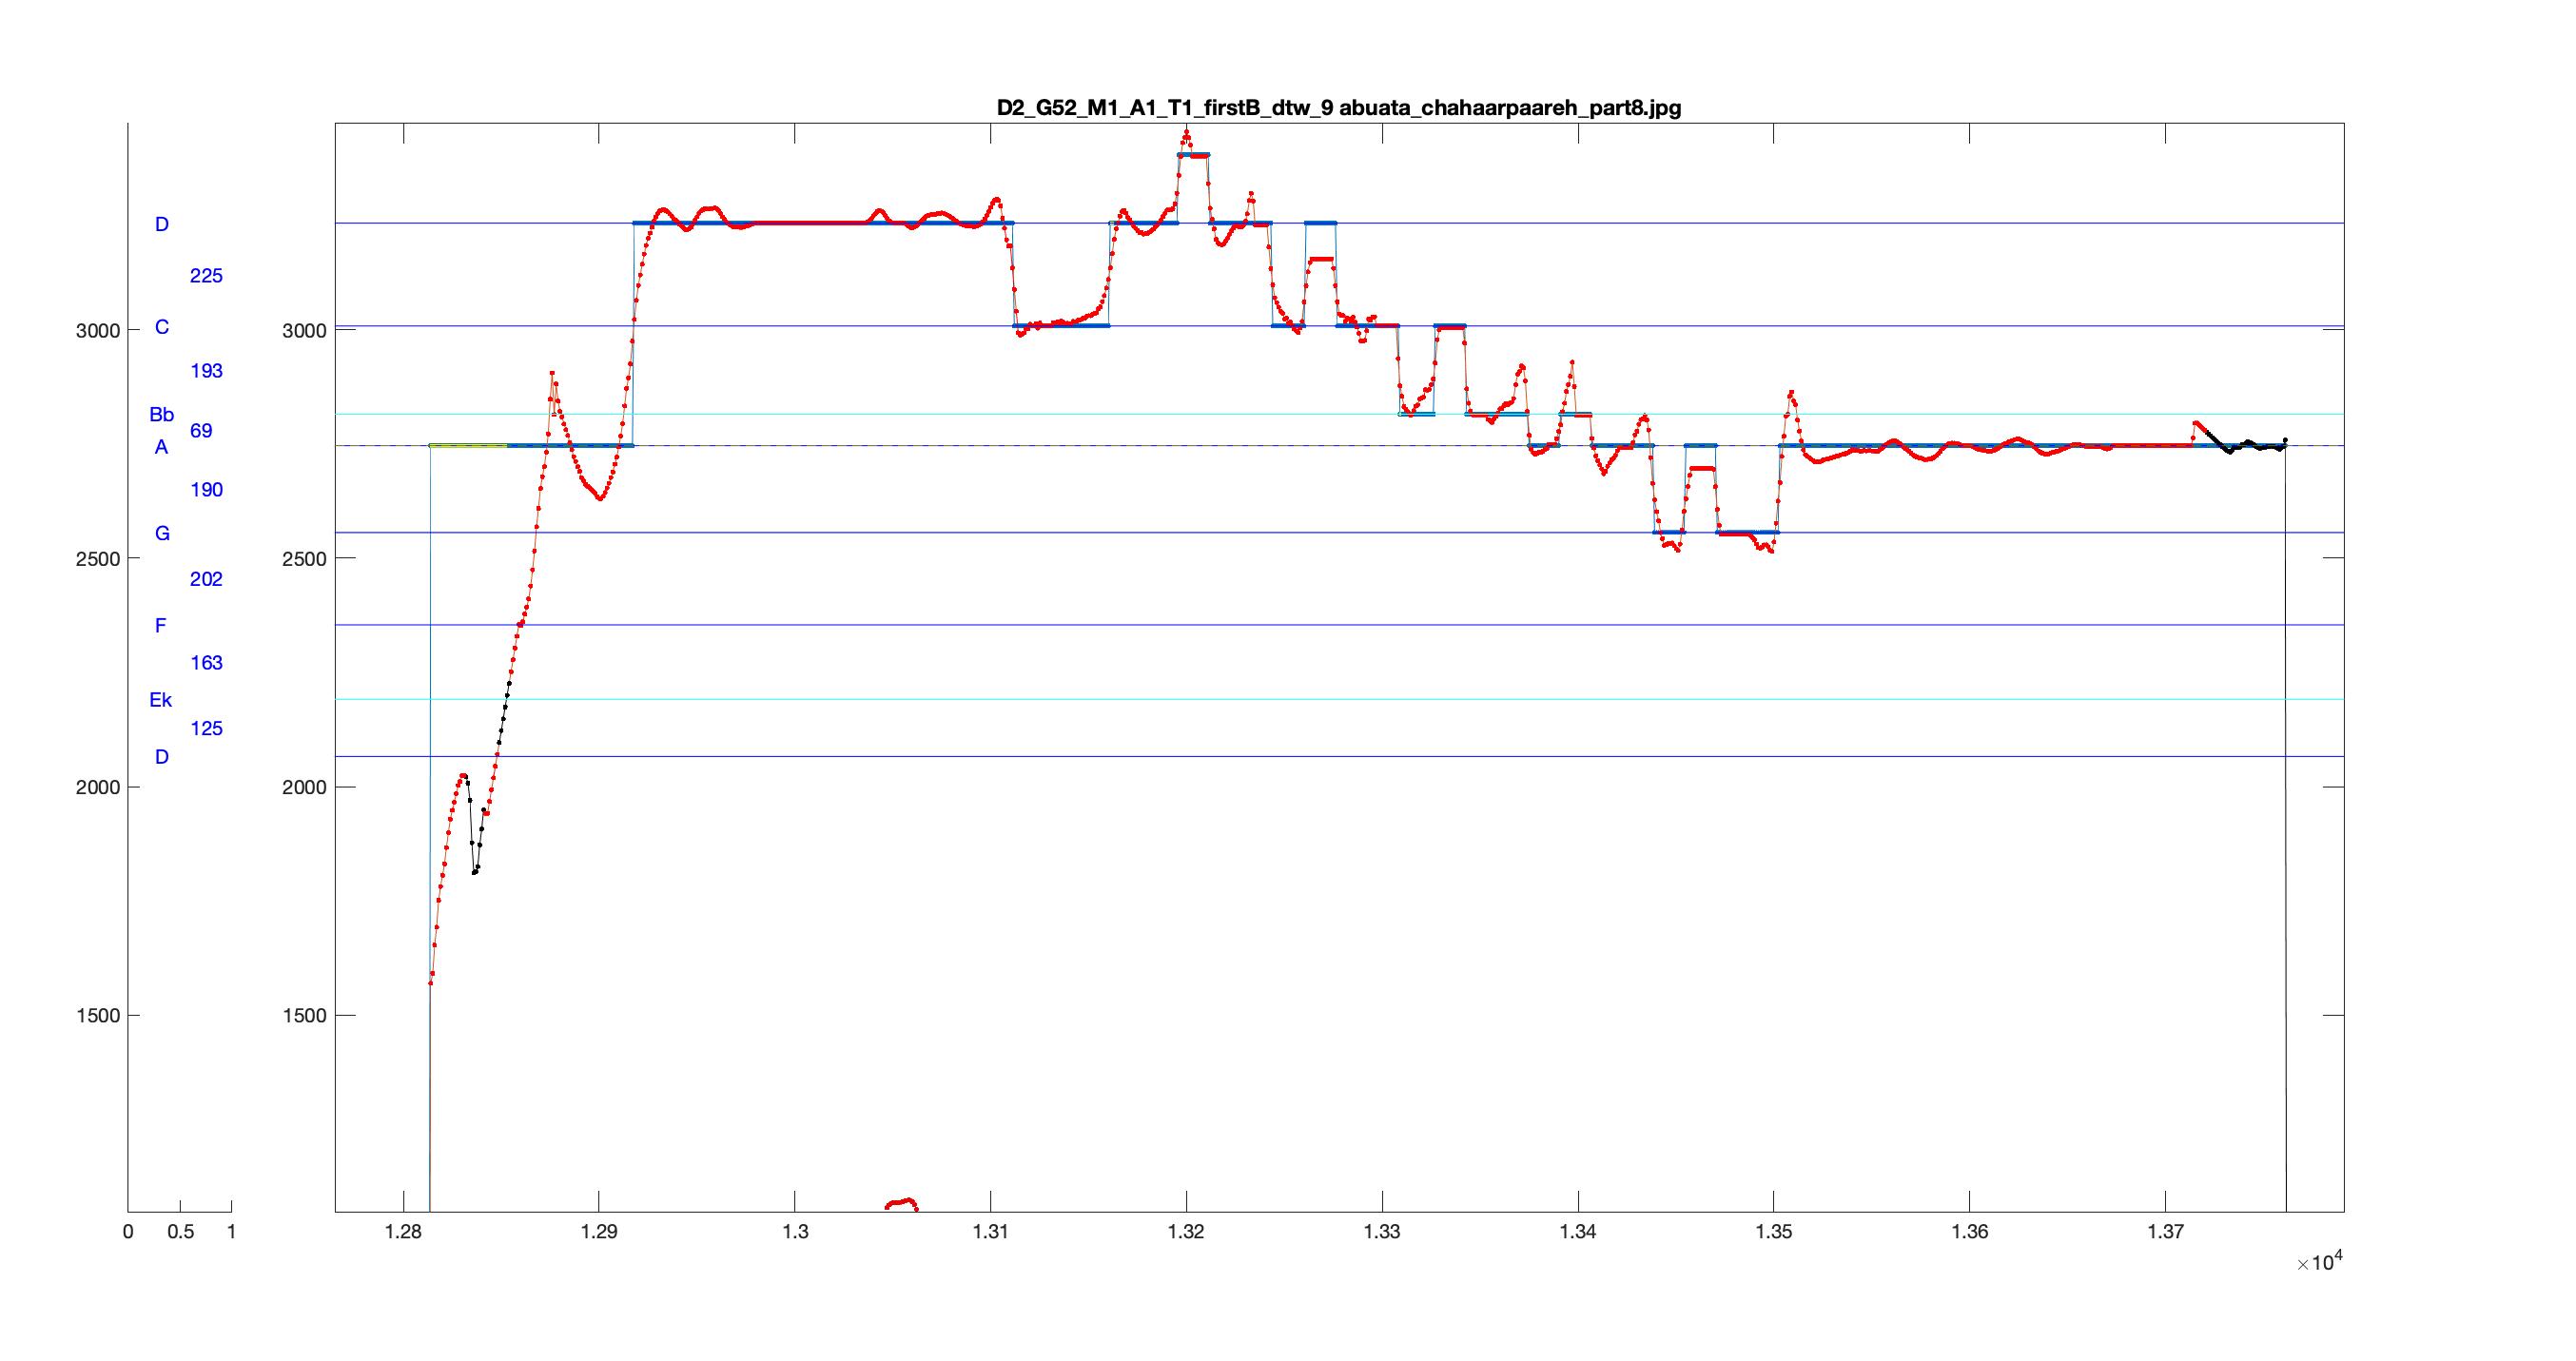 D2_G52_M1_A1_T1_firstB_dtw_9 abuata_chahaarpaareh_part8.jpg
D
225
3000
C
3000
193
Bb
69
A
190
G
2500
2500
202
F
163
Ek
125
D
2000
2000
1500
1500
0 0.5 1
1.28 1.29 1.3 1.31 1.32 1.33 1.34 1.35 1.36 1.37
×10^4